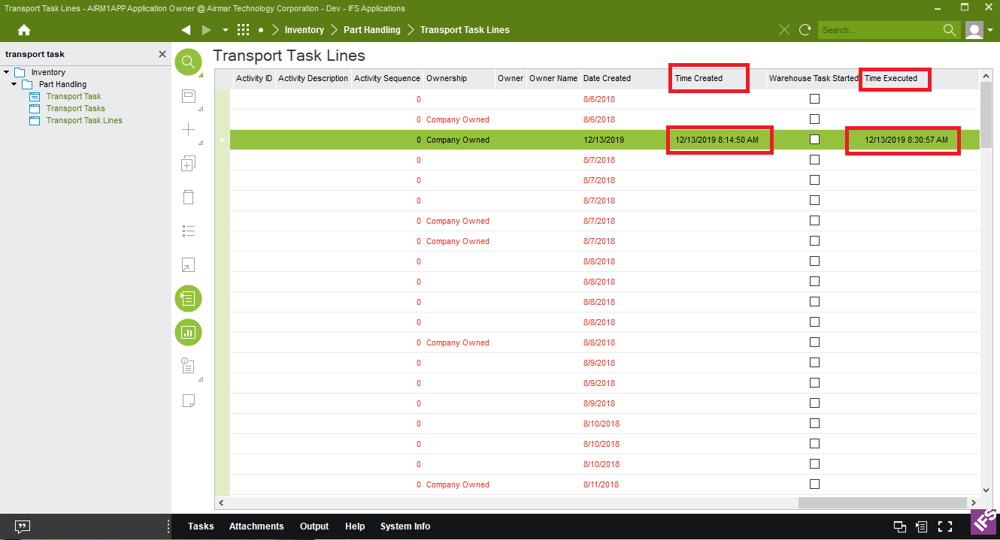 Transport Task Lines - AIRM1APP Application Owner @ Airmar Technology Corporation - Dev - IFS Applications
Inventory Part Handling Transport Task Lines
Search...
transport task
Inventory
Part Handling
Transport Task
Transport Tasks
Transport Task Lines
Transport Task Lines
Activity ID Activity Description Activity Sequence Ownership Owner Owner Name Date Created Time Created Warehouse Task Started Time Executed
0 8/6/2018
0 Company Owned 8/6/2018
0 Company Owned 12/13/2019 12/13/2019 8:14:50 AM 12/13/2019 8:30:57 AM
0 8/7/2018
0 8/7/2018
0 8/7/2018
0 Company Owned 8/7/2018
0 Company Owned 8/7/2018
0 8/8/2018
0 8/8/2018
0 8/8/2018
0 8/8/2018
0 Company Owned 8/8/2018
0 8/9/2018
0 8/9/2018
0 8/9/2018
0 8/10/2018
0 8/10/2018
0 8/10/2018
0 Company Owned 8/11/2018
Tasks Attachments Output Help System Info
IFS